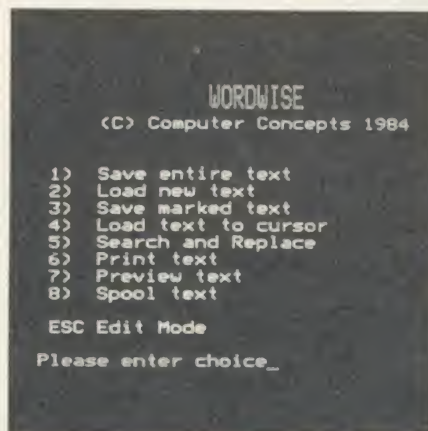 WORDWISE
(C) Computer Concepts 1984
1) Save entire text
2) Load new text
3) Save marked text
4) Load text to cursor
5) Search and Replace
6) Print text
7) Preview text
8) Spool text
ESC Edit Mode
Please enter choice_